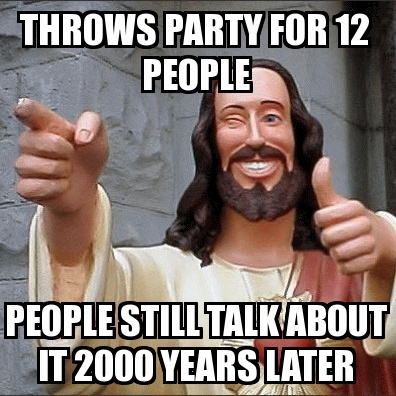 THROWS PARTY FOR 12
PEOPLE
PEOPLE STILL TALK ABOUT
IT 2000 YEARS LATER